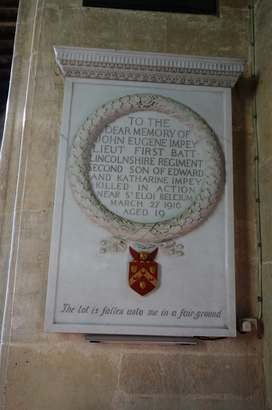 TO THE
DEAR MEMORY OF
JOHN EUGENE IMPEY
LIEUT FIRST BATT
LINCOLNSHIRE REGIMENT
SECOND SON OF EDWARD
AND KATHARINE IMPEY
KILLED IN ACTION
NEAR ST ELOI BELGIUM
MARCH 27 1916
AGED 19
The lot is fallen unto me in a fair ground